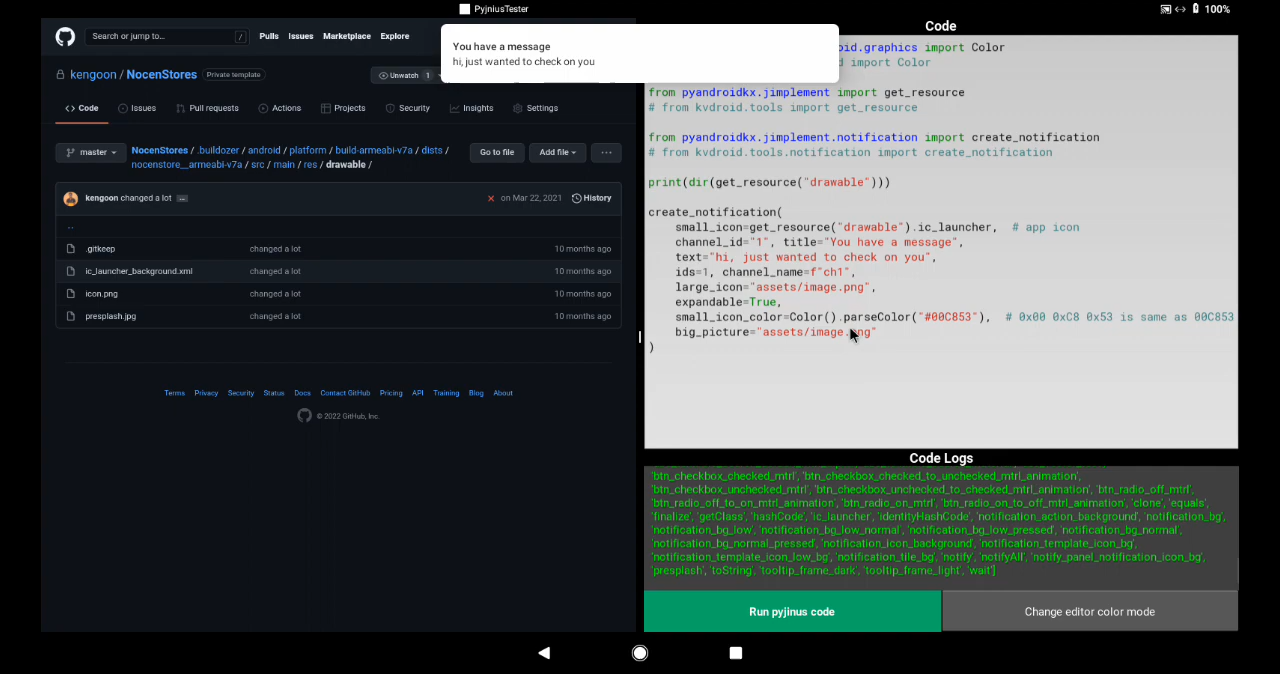 PyjniusTester
100%
Search or jump to...
/
Pulls
Issues
Marketplace
Explore
You have a message
hi, just wanted to check on you
kengoon / NocenStores
Private template
Unwatch
1
Code
Issues
Pull requests
Actions
Projects
Security
Insights
Settings
master
NocenStores / .buildozer / android / platform / build-armeabi-v7a / dists /
nocenstore__armeabi-v7a / src / main / res / drawable /
Go to file
Add file
...
kengoon changed a lot ...
on Mar 22, 2021
History
..
.gitkeep changed a lot 10 months ago
ic_launcher_background.xml changed a lot 10 months ago
icon.png changed a lot 10 months ago
presplash.jpg changed a lot 10 months ago
Terms Privacy Security Status Docs Contact GitHub Pricing API Training Blog About
© 2022 GitHub, Inc.
Code
oid.graphics import Color
d import Color
from pyandroidkx.jimplement import get_resource
# from kvdroid.tools import get_resource
from pyandroidkx.jimplement.notification import create_notification
# from kvdroid.tools.notification import create_notification
print(dir(get_resource("drawable")))
create_notification(
small_icon=get_resource("drawable").ic_launcher,  # app icon
channel_id="1", title="You have a message",
text="hi, just wanted to check on you",
ids=1, channel_name=f"ch1",
large_icon="assets/image.png",
expandable=True,
small_icon_color=Color().parseColor("#00C853"),  # 0x00 0xC8 0x53 is same as 00C853
big_picture="assets/image.png"
)
Code Logs
'btn_checkbox_checked_mtrl', 'btn_checkbox_checked_to_unchecked_mtrl_animation',
'btn_checkbox_unchecked_mtrl', 'btn_checkbox_unchecked_to_checked_mtrl_animation', 'btn_radio_off_mtrl',
'btn_radio_off_to_on_mtrl_animation', 'btn_radio_on_mtrl', 'btn_radio_on_to_off_mtrl_animation', 'clone', 'equals',
'finalize', 'getClass', 'hashCode', 'ic_launcher', 'identityHashCode', 'notification_action_background', 'notification_bg',
'notification_bg_low', 'notification_bg_low_normal', 'notification_bg_low_pressed', 'notification_bg_normal',
'notification_bg_normal_pressed', 'notification_icon_background', 'notification_template_icon_bg',
'notification_template_icon_low_bg', 'notification_tile_bg', 'notify', 'notifyAll', 'notify_panel_notification_icon_bg',
'presplash', 'toString', 'tooltip_frame_dark', 'tooltip_frame_light', 'wait']
Run pyjinus code
Change editor color mode